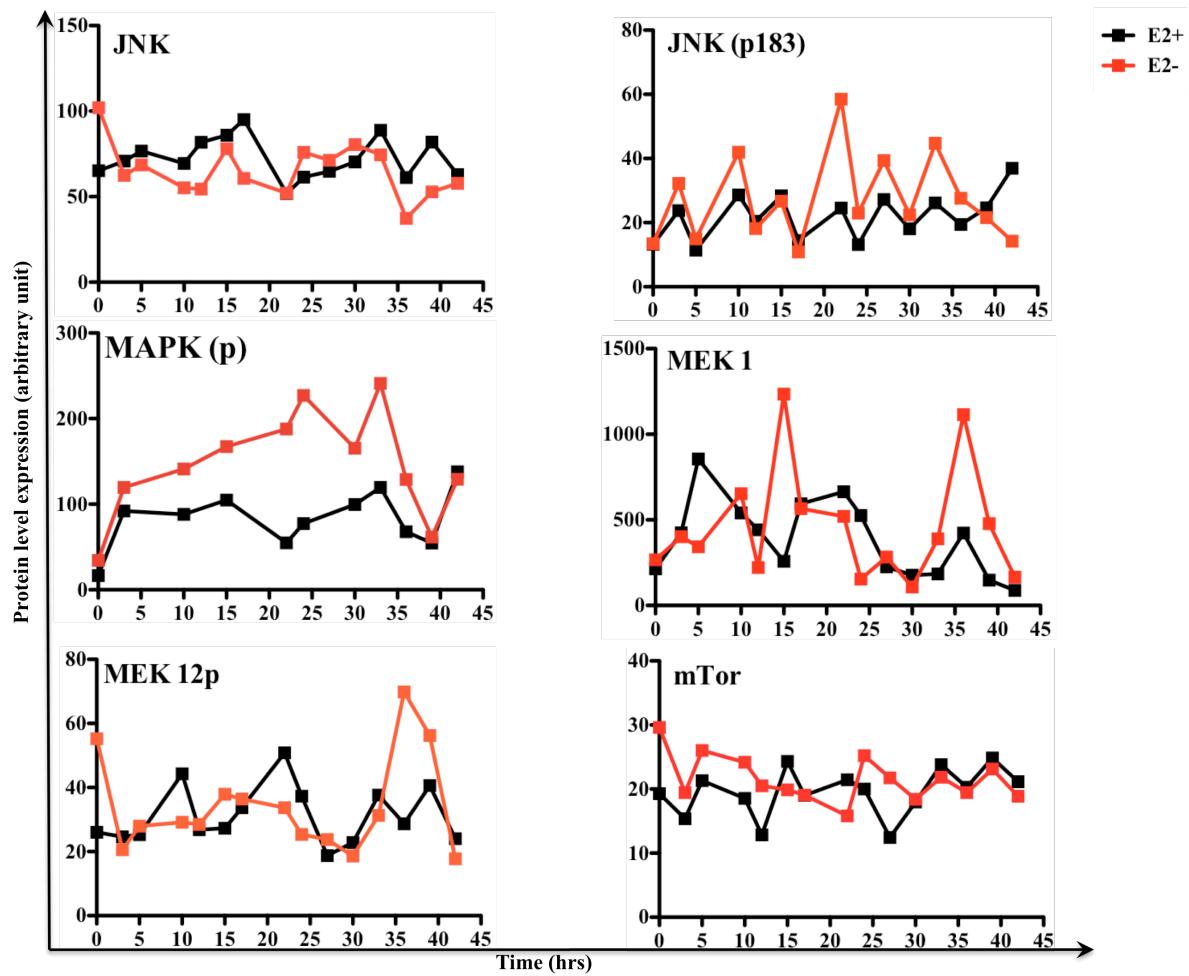 E2+
E2-
Protein level expression (arbitrary unit)
Time (hrs)
JNK
150
100
50
0
0 5 10 15 20 25 30 35 40 45
JNK (p183)
80
60
40
20
0
0 5 10 15 20 25 30 35 40 45
MAPK (p)
300
200
100
0
0 5 10 15 20 25 30 35 40 45
MEK 1
1500
1000
500
0
0 5 10 15 20 25 30 35 40 45
MEK 12p
80
60
40
20
0
0 5 10 15 20 25 30 35 40 45
mTor
40
30
20
10
0
0 5 10 15 20 25 30 35 40 45